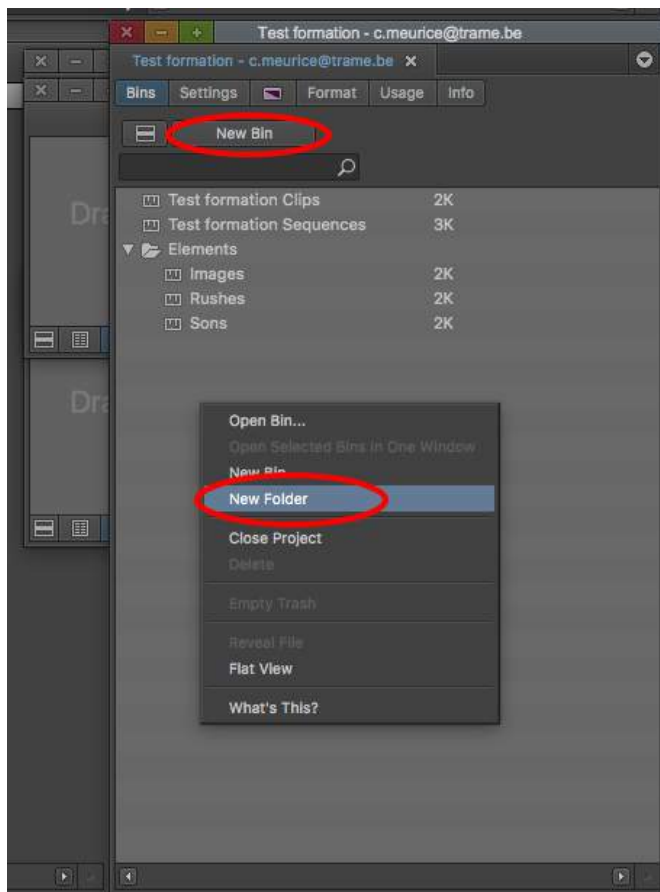 Test formation - c.meurice@trame.be
Test formation - c.meurice@trame.be
Bins Settings Format Usage Info
New Bin
Test formation Clips 2K
Test formation Sequences 3K
Elements
Images 2K
Rushes 2K
Sons 2K
Dra
Dra
Open Bin...
Open Selected Bins in One Window
New Bin
New Folder
Close Project
Delete
Empty Trash
Reveal File
Flat View
What's This?